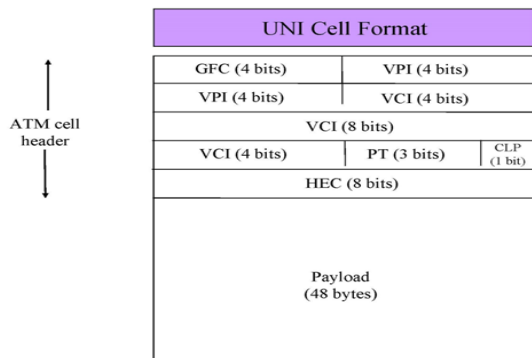 UNI Cell Format
GFC (4 bits) VPI (4 bits)
VPI (4 bits) VCI (4 bits)
ATM cell
header
VCI (8 bits)
VCI (4 bits) PT (3 bits) CLP
(1 bit)
HEC (8 bits)
Payload
(48 bytes)